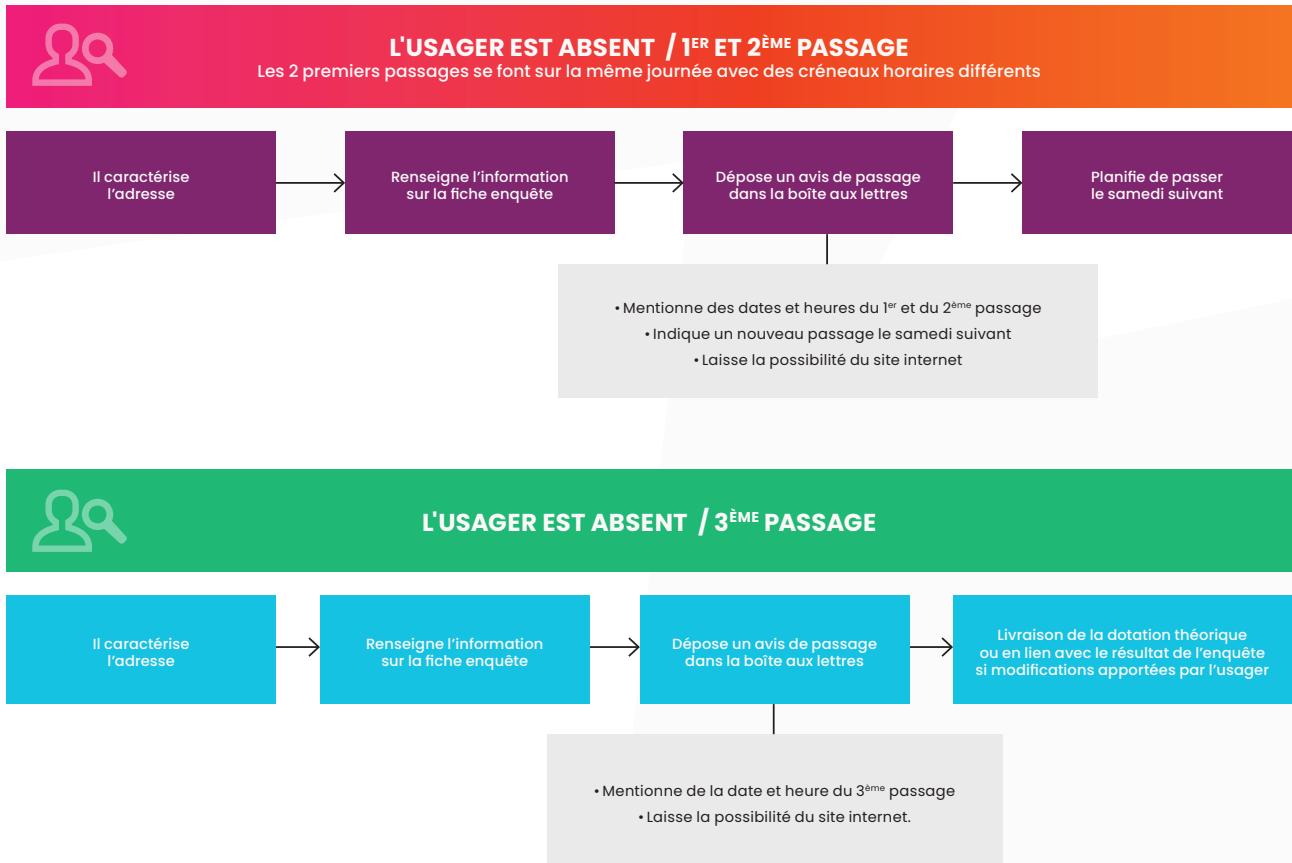 L'USAGER EST ABSENT / 1ER ET 2ÈME PASSAGE
Les 2 premiers passages se font sur la même journée avec des créneaux horaires différents
Il caractérise
l’adresse
Renseigne l’information
sur la fiche enquête
Dépose un avis de passage
dans la boîte aux lettres
Planifie de passer
le samedi suivant
• Mentionne des dates et heures du 1er et du 2ème passage
• Indique un nouveau passage le samedi suivant
• Laisse la possibilité du site internet
L'USAGER EST ABSENT / 3ÈME PASSAGE
Il caractérise
l’adresse
Renseigne l’information
sur la fiche enquête
Dépose un avis de passage
dans la boîte aux lettres
Livraison de la dotation théorique
ou en lien avec le résultat de l’enquête
si modifications apportées par l’usager
• Mentionne de la date et heure du 3ème passage
• Laisse la possibilité du site internet.